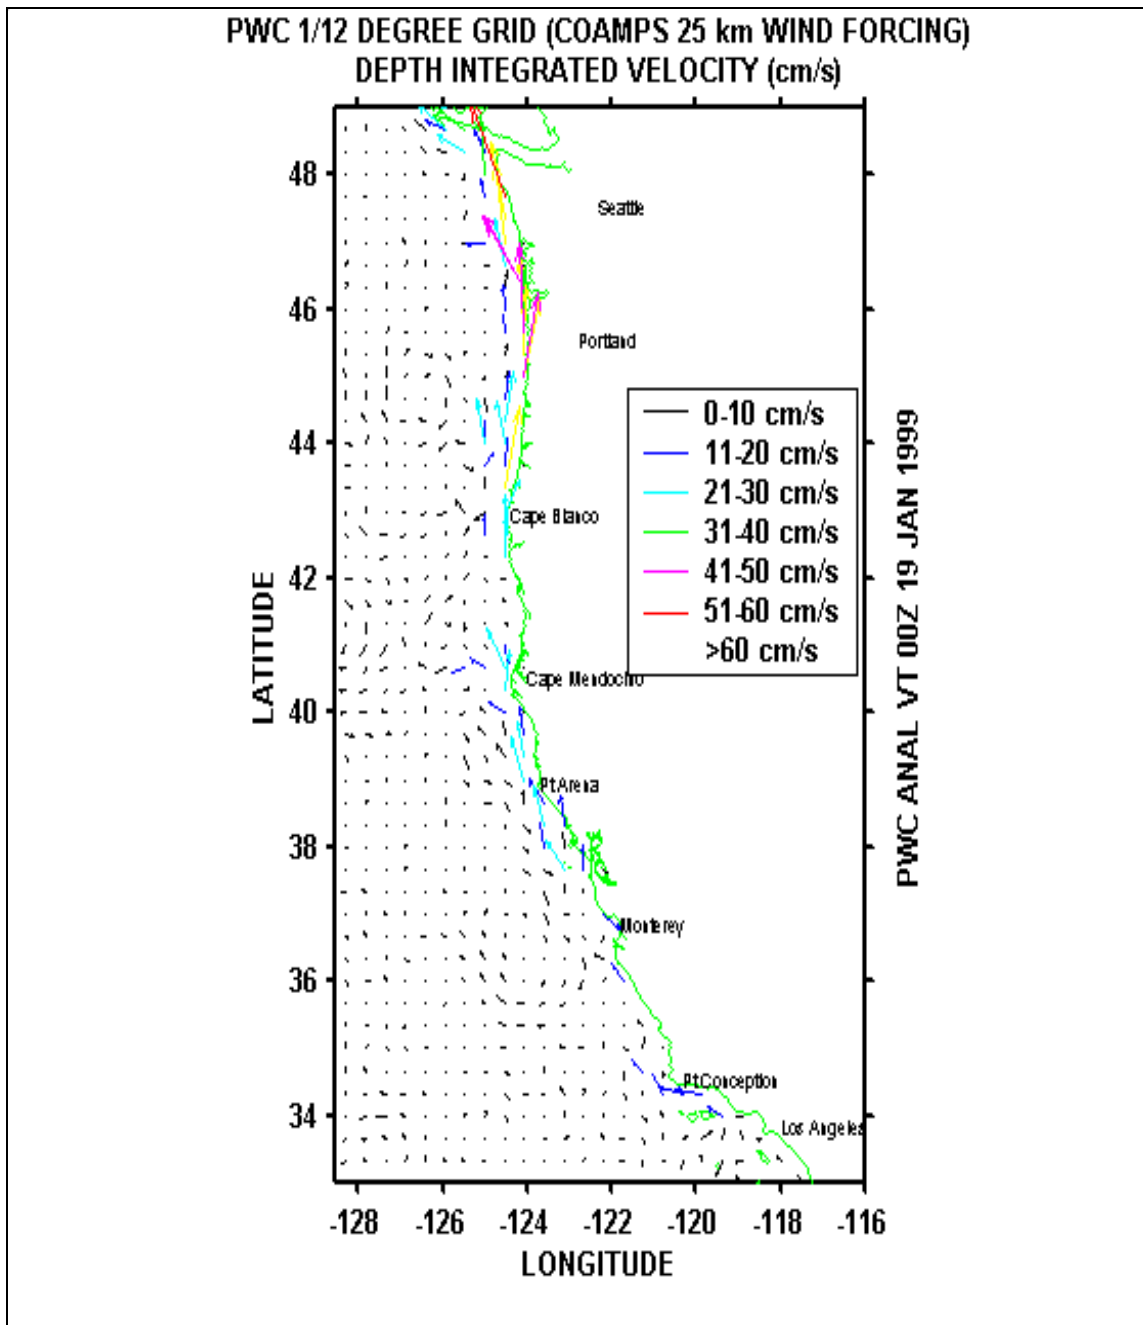 PWC 1/12 DEGREE GRID (COAMPS 25 km WIND FORCING)
DEPTH INTEGRATED VELOCITY (cm/s)
48
46
44
42
40
38
36
34
LATITUDE
Seattle
Portland
Cape Blanco
Cape Mendochro
Pt Arena
Monterey
Pt Conception
Los Angeles
0-10 cm/s
11-20 cm/s
21-30 cm/s
31-40 cm/s
41-50 cm/s
51-60 cm/s
>60 cm/s
PWC ANAL VT 00Z 19 JAN 1999
-128 -126 -124 -122 -120 -118 -116
LONGITUDE